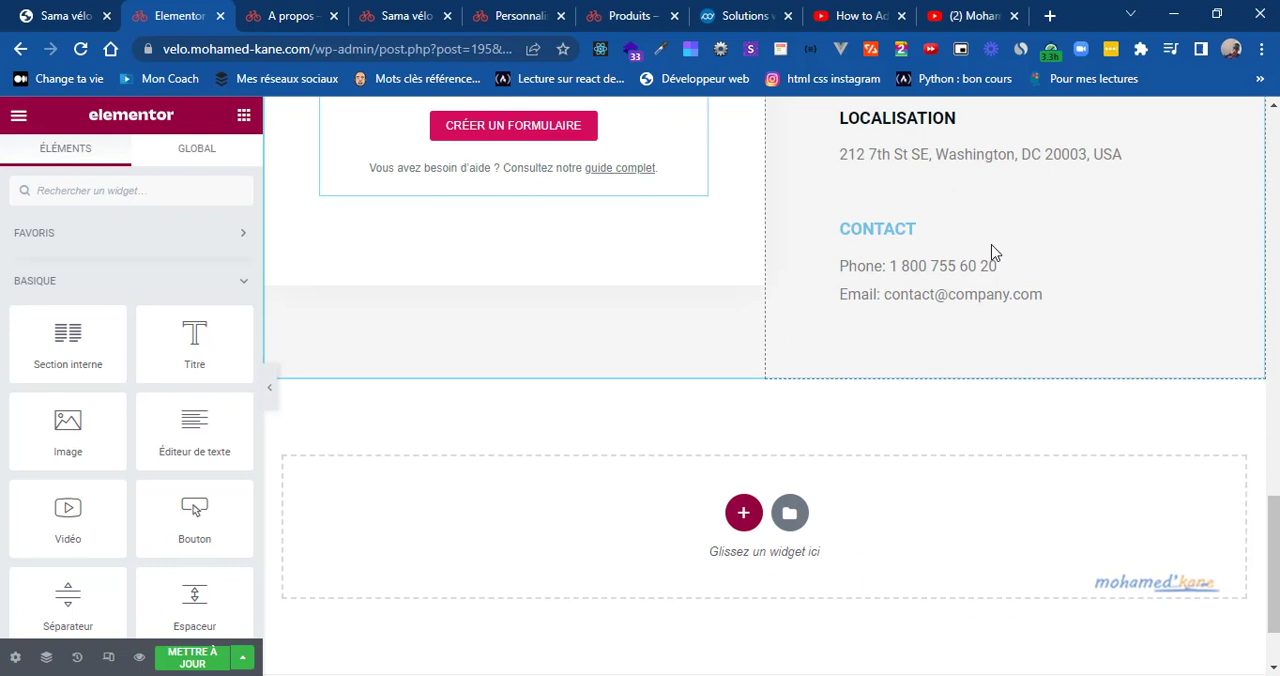 Sama vélo
Elementor
A propos –
Sama vélo
Personnali
Produits –
Solutions w
How to Ad
(2) Moham
velo.mohamed-kane.com/wp-admin/post.php?post=195&...
33
S
2
3.3h
Change ta vie
Mon Coach
Mes réseaux sociaux
Mots clés référence...
Lecture sur react de...
Développeur web
html css instagram
Python : bon cours
Pour mes lectures
»
elementor
ÉLÉMENTS
GLOBAL
Rechercher un widget...
FAVORIS
BASIQUE
Section interne
Titre
Image
Éditeur de texte
Vidéo
Bouton
Séparateur
Espaceur
METTRE À
JOUR
CRÉER UN FORMULAIRE
Vous avez besoin d'aide ? Consultez notre guide complet.
LOCALISATION
212 7th St SE, Washington, DC 20003, USA
CONTACT
Phone: 1 800 755 60 20
Email: contact@company.com
Glissez un widget ici
mohamed'kane